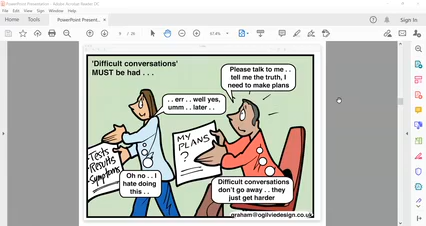 PowerPoint Presentation - Adobe Acrobat Reader DC
File Edit View Sign Window Help
Home Tools PowerPoint Present... ×
Sign In
'Difficult conversations'
MUST be had . . .
Please talk to me . .
tell me the truth, I
need to make plans
. . err . . well yes,
umm . . later . .
MY
PLANS
?
Tests
Results
Symptoms
Oh no . . I
hate doing
this . .
Difficult conversations
don't go away . . they
just get harder
graham@ogilviedesign.co.uk